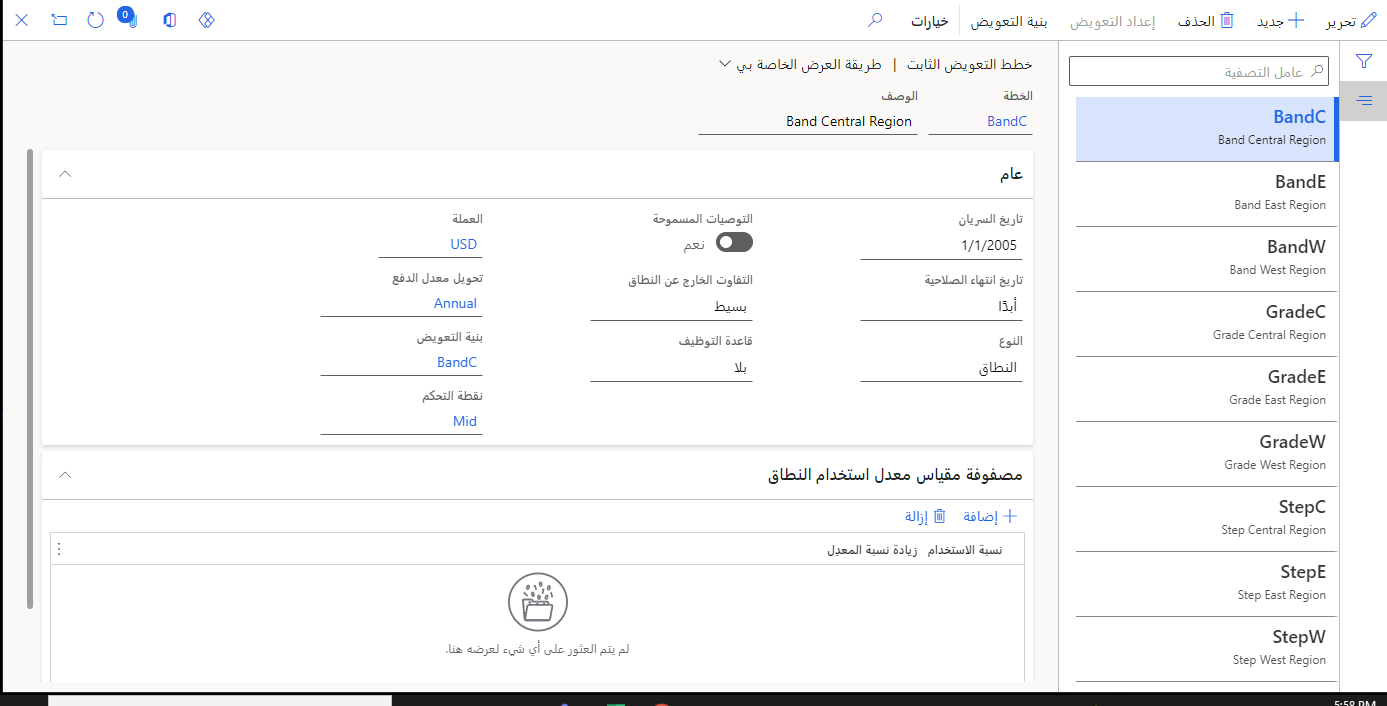 تحرير
جديد
الحذف
إعداد التعويض
بنية التعويض
خيارات
0
عامل التصفية
BandC
Band Central Region
BandE
Band East Region
BandW
Band West Region
GradeC
Grade Central Region
GradeE
Grade East Region
GradeW
Grade West Region
StepC
Step Central Region
StepE
Step East Region
StepW
Step West Region
خطط التعويض الثابت | طريقة العرض الخاصة بي
الخطة
BandC
الوصف
Band Central Region
عام
تاريخ السريان
1/1/2005
تاريخ انتهاء الصلاحية
أبدًا
النوع
النطاق
التوصيات المسموحة
نعم
التفاوت الخارج عن النطاق
بسيط
قاعدة التوظيف
بلا
العملة
USD
تحويل معدل الدفع
Annual
بنية التعويض
BandC
نقطة التحكم
Mid
مصفوفة مقياس معدل استخدام النطاق
إضافة
إزالة
نسبة الاستخدام
زيادة نسبة المعدِل
لم يتم العثور على أي شيء لعرضه هنا.
5:58 PM